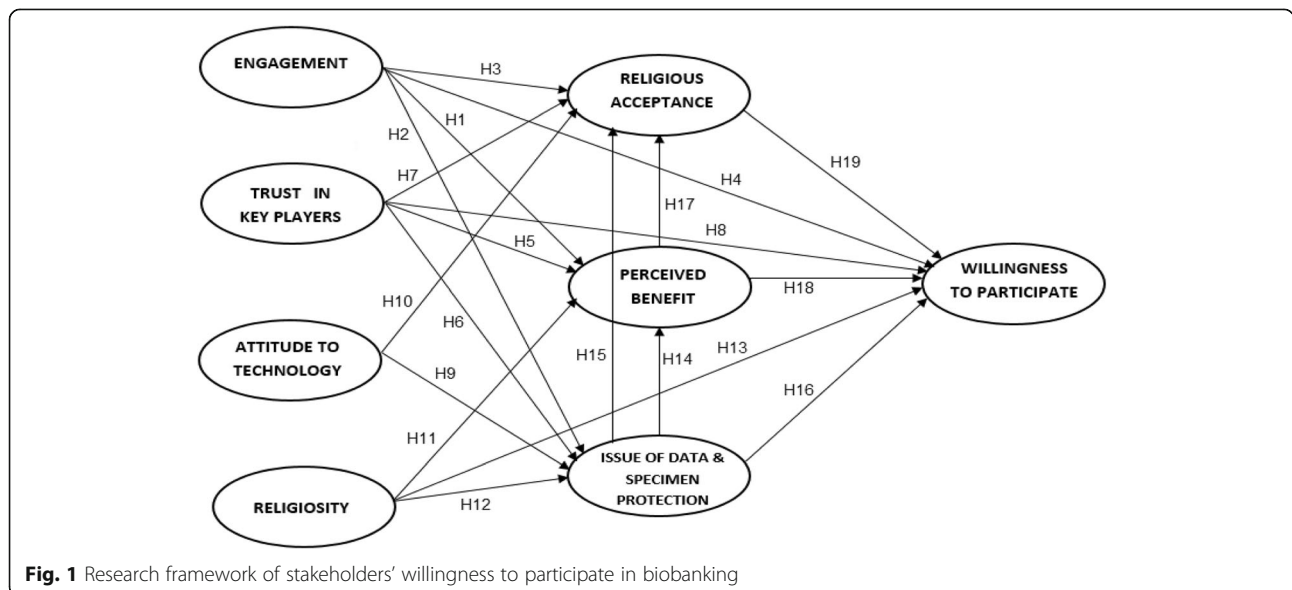 ENGAGEMENT
H3
RELIGIOUS
ACCEPTANCE
H2
H1
H19
TRUST IN
KEY PLAYERS
H7
H4
H17
H8
H5
PERCEIVED
BENEFIT
WILLINGNESS
TO PARTICIPATE
H18
H10
H6
ATTITUDE TO
TECHNOLOGY
H15
H14
H13
H9
H16
H11
ISSUE OF DATA &
SPECIMEN
PROTECTION
RELIGIOSITY
H12
Fig. 1 Research framework of stakeholders' willingness to participate in biobanking